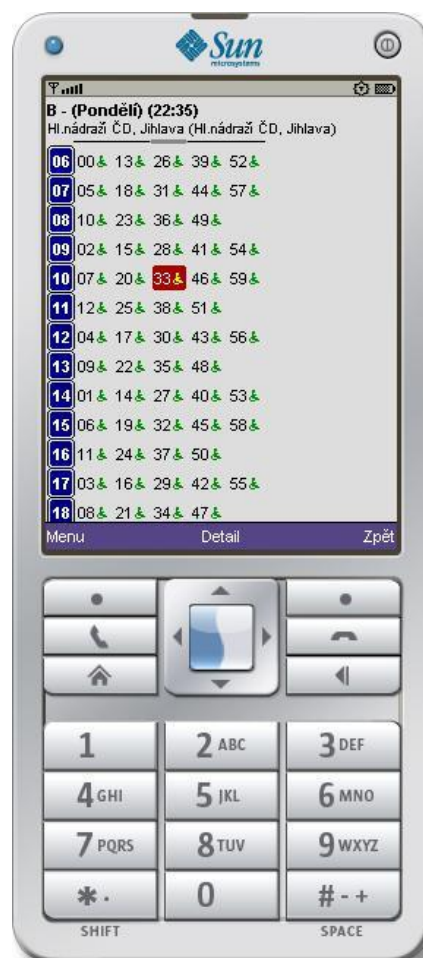 Sun
microsystems
B - (Pondělí) (22:35)
Hl.nádraží ČD, Jihlava (Hl.nádraží ČD, Jihlava)
06 00 13 26 39 52
07 05 18 31 44 57
08 10 23 36 49
09 02 15 28 41 54
10 07 20 33 46 59
11 12 25 38 51
12 04 17 30 43 56
13 09 22 35 48
14 01 14 27 40 53
15 06 19 32 45 58
16 11 24 37 50
17 03 16 29 42 55
18 08 21 34 47
Menu Detail Zpět
1 2 ABC 3 DEF
4 GHI 5 JKL 6 MNO
7 PQRS 8 TUV 9 WXYZ
* . 0 # - +
SHIFT SPACE